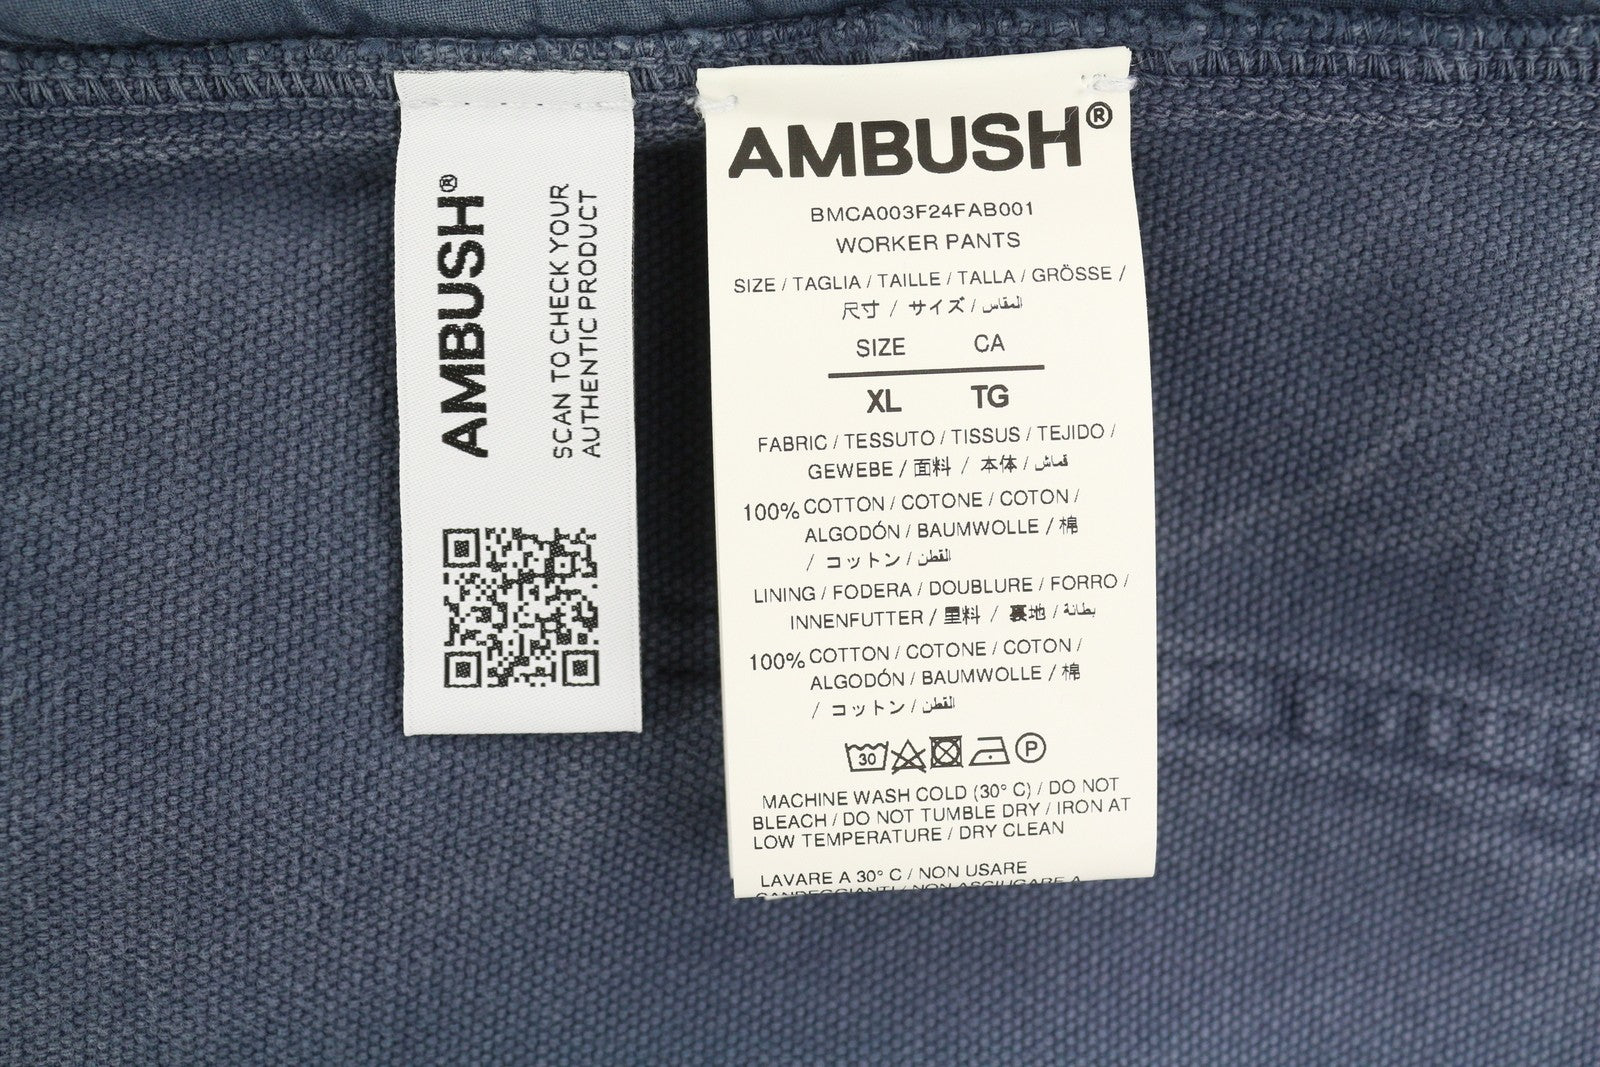 AMBUSH®
SCAN TO CHECK YOUR
AUTHENTIC PRODUCT
AMBUSH®
BMCA003F24FAB001
WORKER PANTS
SIZE / TAGLIA / TAILLE / TALLA / GRÖSSE /
尺寸 / サイズ / المقاس
SIZE CA
XL TG
FABRIC / TESSUTO / TISSUS / TEJIDO /
GEWEBE / 面料 / 本体 / قماش
100% COTTON / COTONE / COTON /
ALGODÓN / BAUMWOLLE / 棉
/ コットン / القطن
LINING / FODERA / DOUBLURE / FORRO /
INNENFUTTER / 里料 / 裏地 / بطانة
100% COTTON / COTONE / COTON /
ALGODÓN / BAUMWOLLE / 棉
/ コットン / القطن
30 P
MACHINE WASH COLD (30° C) / DO NOT
BLEACH / DO NOT TUMBLE DRY / IRON AT
LOW TEMPERATURE / DRY CLEAN
LAVARE A 30° C / NON USARE
CANDEGGIANTI / NON ASCIUGARE A